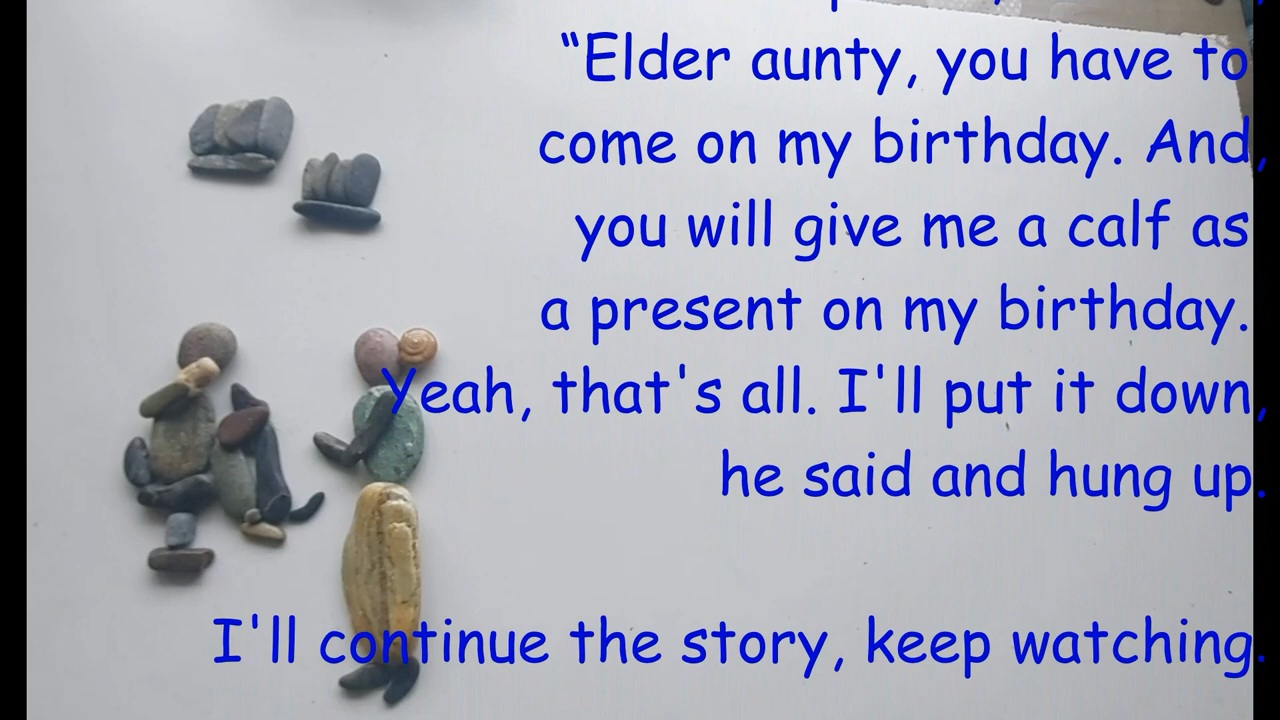 “Elder aunty, you have to
come on my birthday. And,
you will give me a calf as
a present on my birthday.
Yeah, that's all. I'll put it down,
he said and hung up.
I'll continue the story, keep watching.